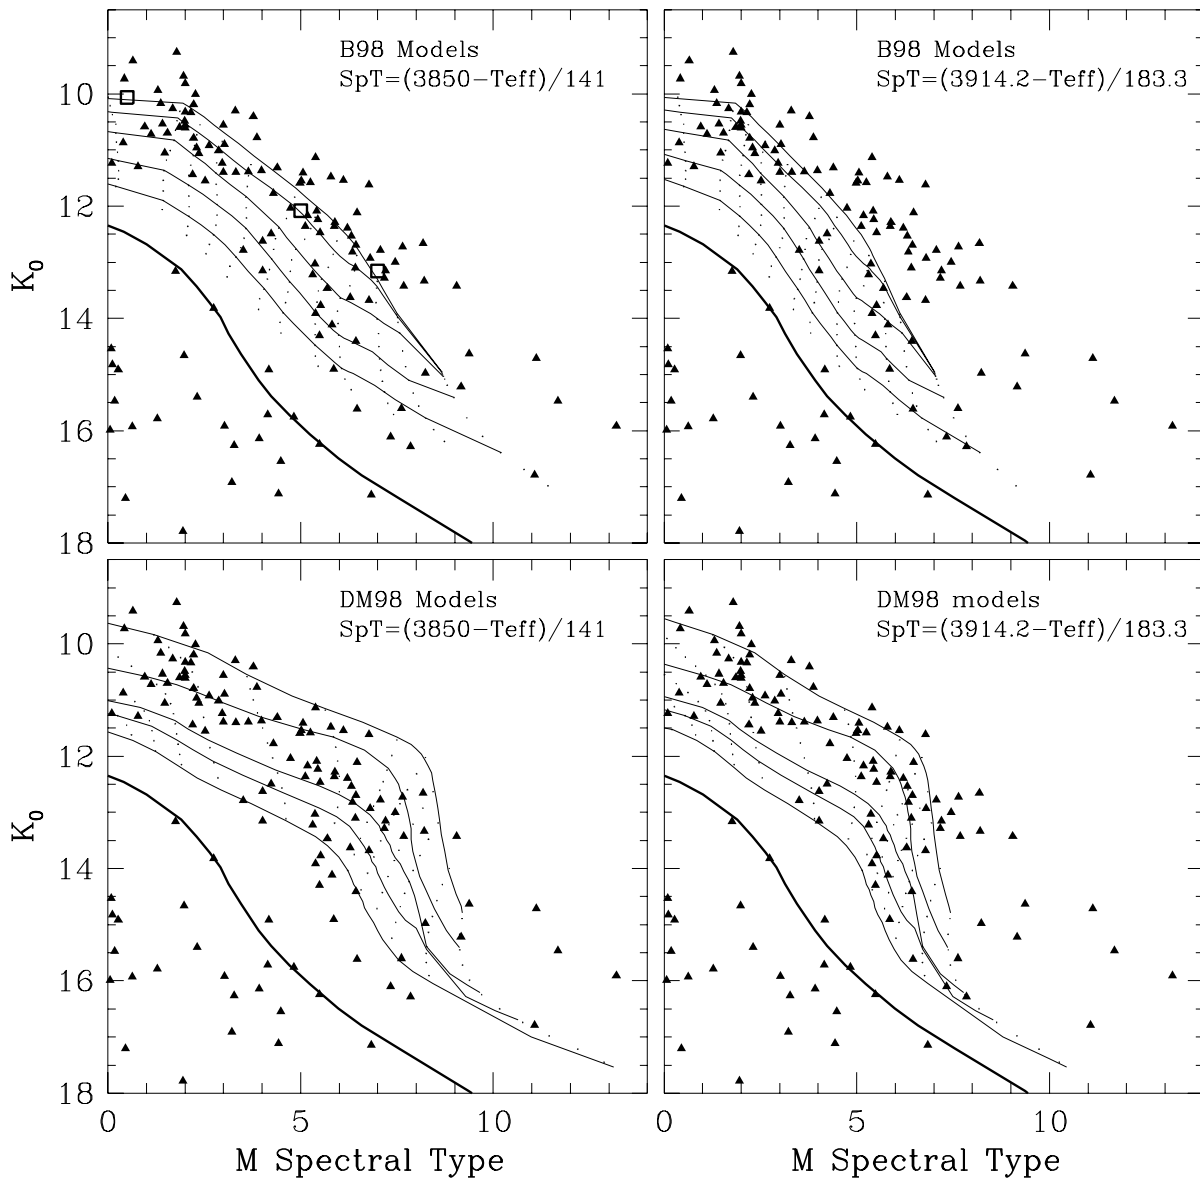 B98 Models
SpT=(3850-Teff)/141
B98 Models
SpT=(3914.2-Teff)/183.3
10
12
14
16
18
K0
DM98 Models
SpT=(3850-Teff)/141
DM98 models
SpT=(3914.2-Teff)/183.3
10
12
14
16
18
K0
0 5 10
0 5 10
M Spectral Type
M Spectral Type